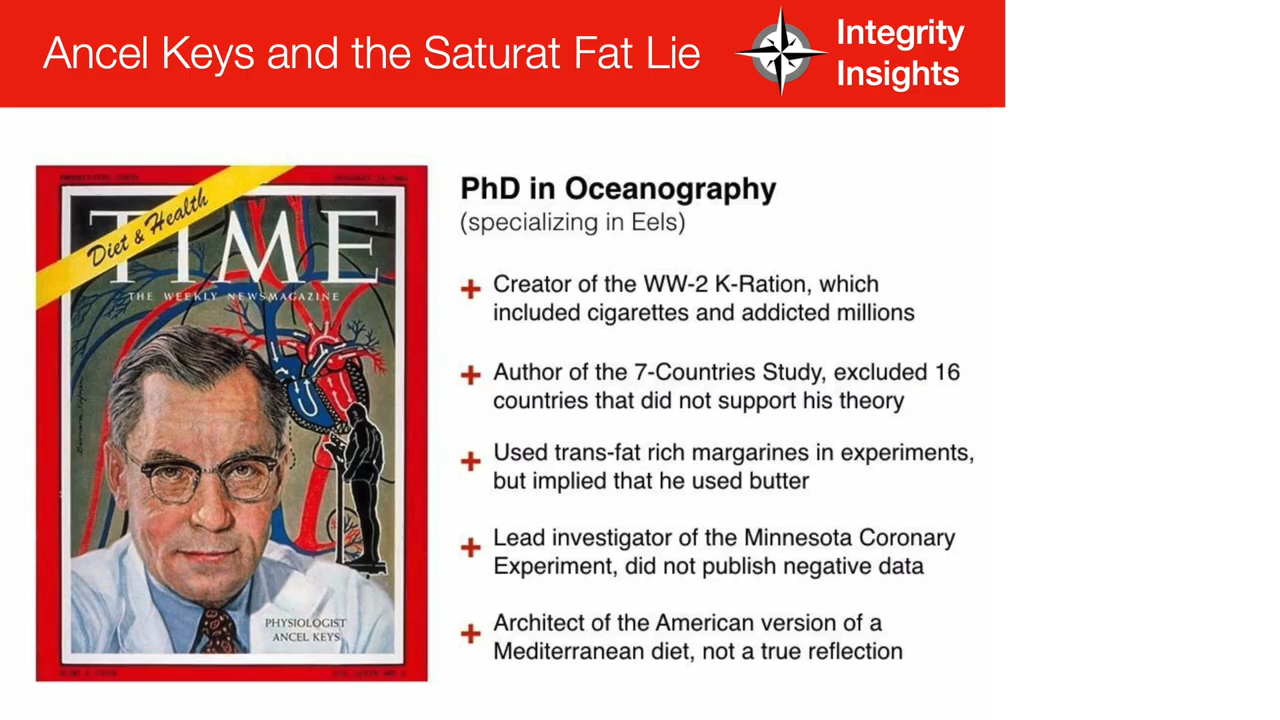 Ancel Keys and the Saturat Fat Lie
Integrity
Insights
Diet & Health
TIME
THE WEEKLY NEWSMAGAZINE
PHYSIOLOGIST
ANCEL KEYS
PhD in Oceanography
(specializing in Eels)
Creator of the WW-2 K-Ration, which
included cigarettes and addicted millions
Author of the 7-Countries Study, excluded 16
countries that did not support his theory
Used trans-fat rich margarines in experiments,
but implied that he used butter
Lead investigator of the Minnesota Coronary
Experiment, did not publish negative data
Architect of the American version of a
Mediterranean diet, not a true reflection